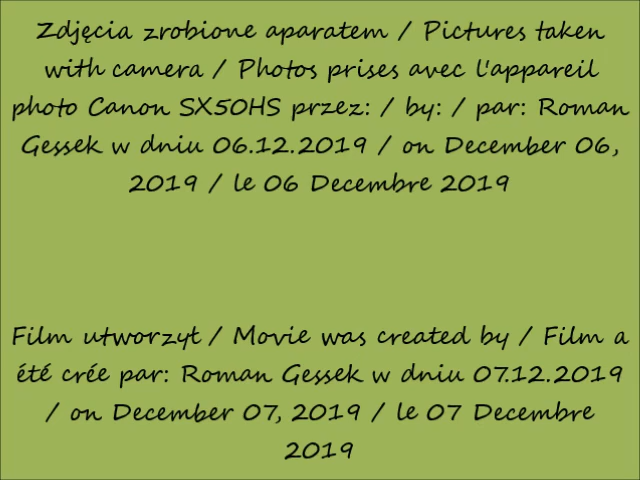 Zdjęcia zrobione aparatem / Pictures taken
with camera / Photos prises avec l'appareil
photo Canon SX50HS przez: / by: / par: Roman
Gessek w dniu 06.12.2019 / on December 06,
2019 / le 06 Decembre 2019
Film utworzył / Movie was created by / Film a
été crée par: Roman Gessek w dniu 07.12.2019
/ on December 07, 2019 / le 07 Decembre
2019